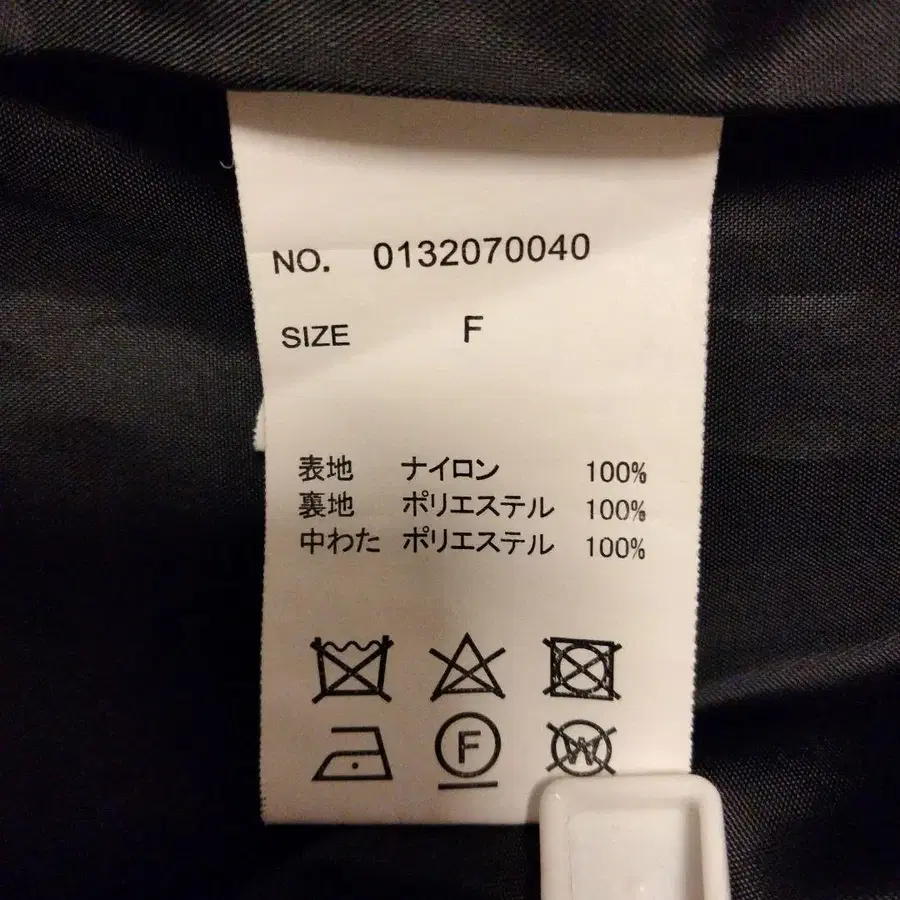 NO. 0132070040
SIZE F
表地 ナイロン 100%
裏地 ポリエステル 100%
中わた ポリエステル 100%
F
W